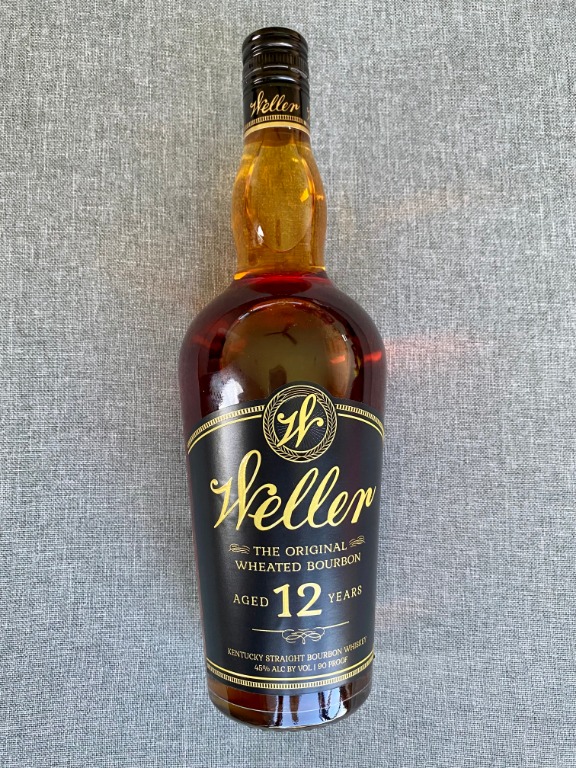 Weller
W
Weller
THE ORIGINAL
WHEATED BOURBON
AGED 12 YEARS
KENTUCKY STRAIGHT BOURBON WHISKEY
45% ALC BY VOL | 90 PROOF